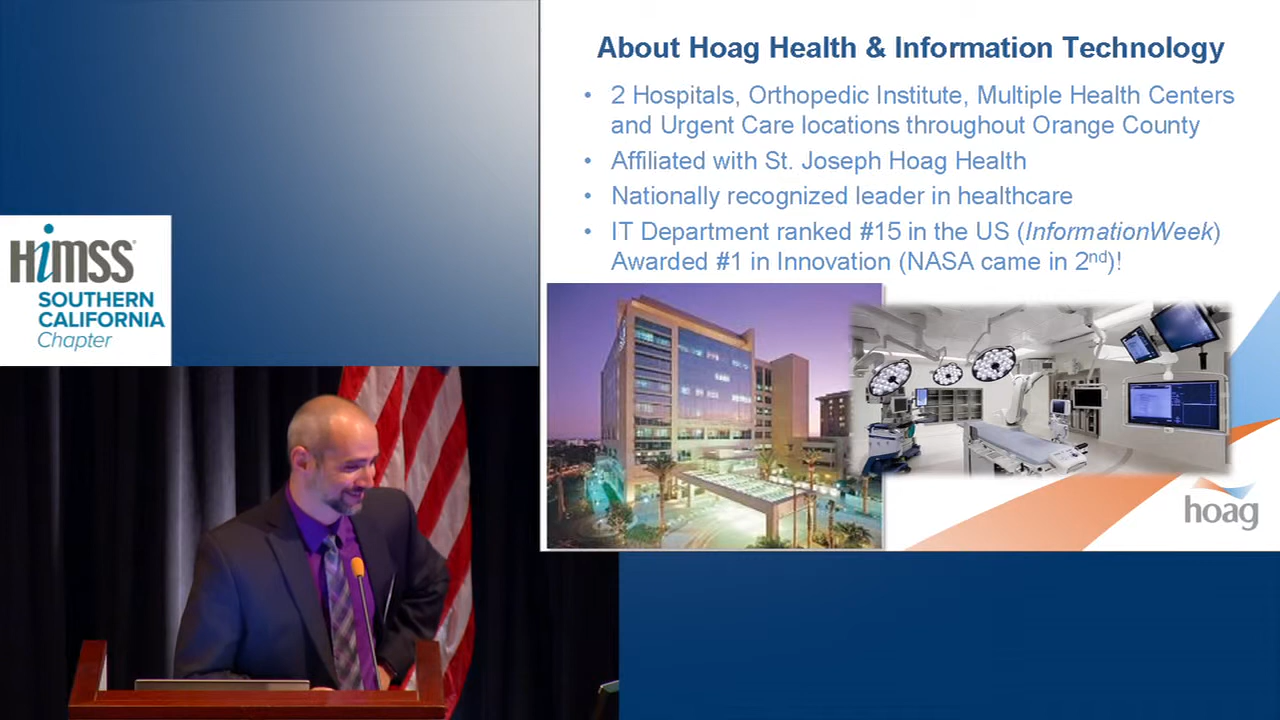 About Hoag Health & Information Technology
• 2 Hospitals, Orthopedic Institute, Multiple Health Centers
and Urgent Care locations throughout Orange County
• Affiliated with St. Joseph Hoag Health
• Nationally recognized leader in healthcare
• IT Department ranked #15 in the US (InformationWeek)
Awarded #1 in Innovation (NASA came in 2nd)!
HiMSS
SOUTHERN
CALIFORNIA
Chapter
hoag